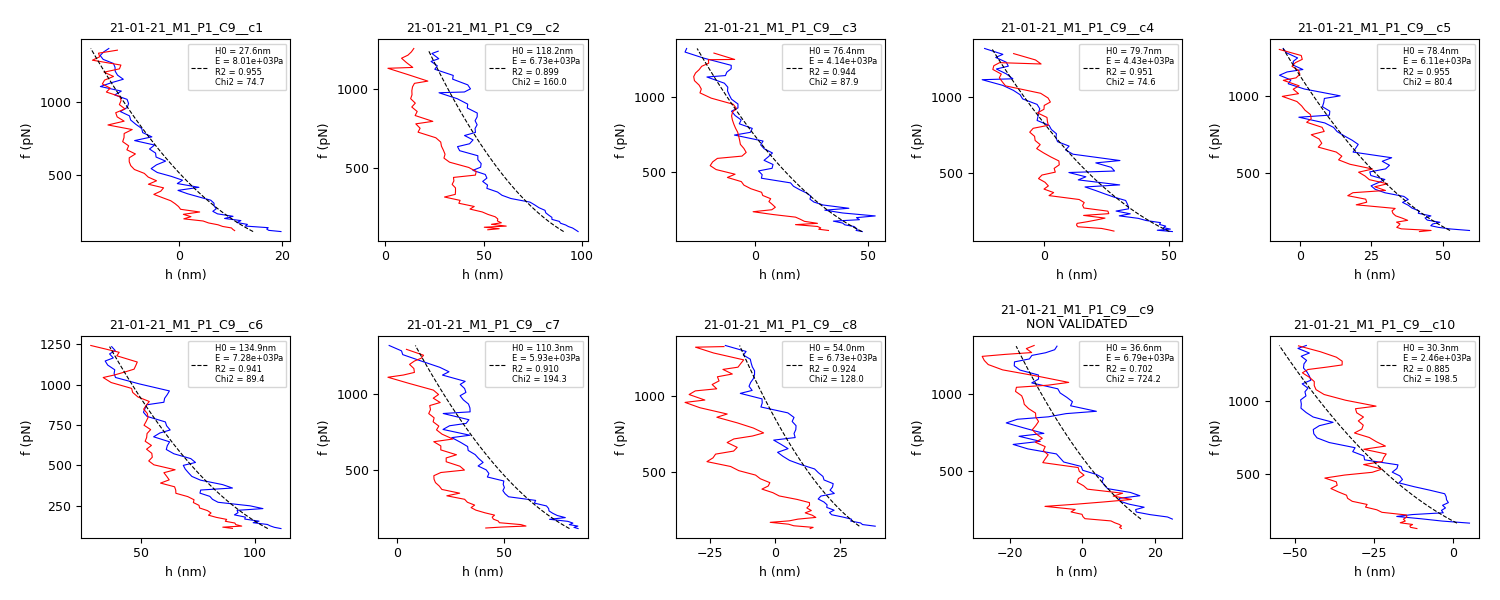 21-01-21_M1_P1_C9__c1
H0 = 27.6nm
E = 8.01e+03Pa
R2 = 0.955
Chi2 = 74.7
1000
500
f (pN)
0
20
h (nm)
21-01-21_M1_P1_C9__c2
H0 = 118.2nm
E = 6.73e+03Pa
R2 = 0.899
Chi2 = 160.0
1000
500
f (pN)
0
50
100
h (nm)
21-01-21_M1_P1_C9__c3
H0 = 76.4nm
E = 4.14e+03Pa
R2 = 0.944
Chi2 = 87.9
1000
500
f (pN)
0
50
h (nm)
21-01-21_M1_P1_C9__c4
H0 = 79.7nm
E = 4.43e+03Pa
R2 = 0.951
Chi2 = 74.6
1000
500
f (pN)
0
50
h (nm)
21-01-21_M1_P1_C9__c5
H0 = 78.4nm
E = 6.11e+03Pa
R2 = 0.955
Chi2 = 80.4
1000
500
f (pN)
0
25
50
h (nm)
21-01-21_M1_P1_C9__c6
H0 = 134.9nm
E = 7.28e+03Pa
R2 = 0.941
Chi2 = 89.4
1250
1000
750
500
250
f (pN)
50
100
h (nm)
21-01-21_M1_P1_C9__c7
H0 = 110.3nm
E = 5.93e+03Pa
R2 = 0.910
Chi2 = 194.3
1000
500
f (pN)
0
50
h (nm)
21-01-21_M1_P1_C9__c8
H0 = 54.0nm
E = 6.73e+03Pa
R2 = 0.924
Chi2 = 128.0
1000
500
f (pN)
−25
0
25
h (nm)
21-01-21_M1_P1_C9__c9
NON VALIDATED
H0 = 36.6nm
E = 6.79e+03Pa
R2 = 0.702
Chi2 = 724.2
1000
500
f (pN)
−20
0
20
h (nm)
21-01-21_M1_P1_C9__c10
H0 = 30.3nm
E = 2.46e+03Pa
R2 = 0.885
Chi2 = 198.5
1000
500
f (pN)
−50
−25
0
h (nm)